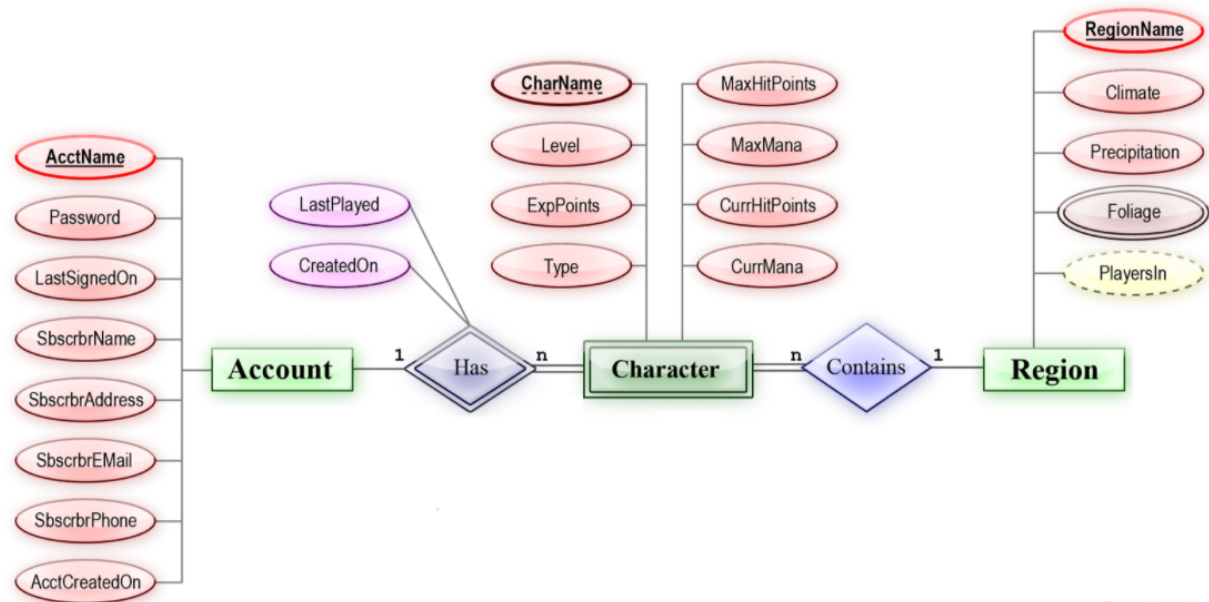 RegionName
CharName
MaxHitPoints
Climate
Level
MaxMana
Precipitation
AcctName
LastPlayed
ExpPoints
CurrHitPoints
Foliage
Password
CreatedOn
Type
CurrMana
PlayersIn
LastSignedOn
SbscrbrName
Account
1
Has
n
Character
n
Contains
1
Region
SbscrbrAddress
SbscrbrEMail
SbscrbrPhone
AcctCreatedOn